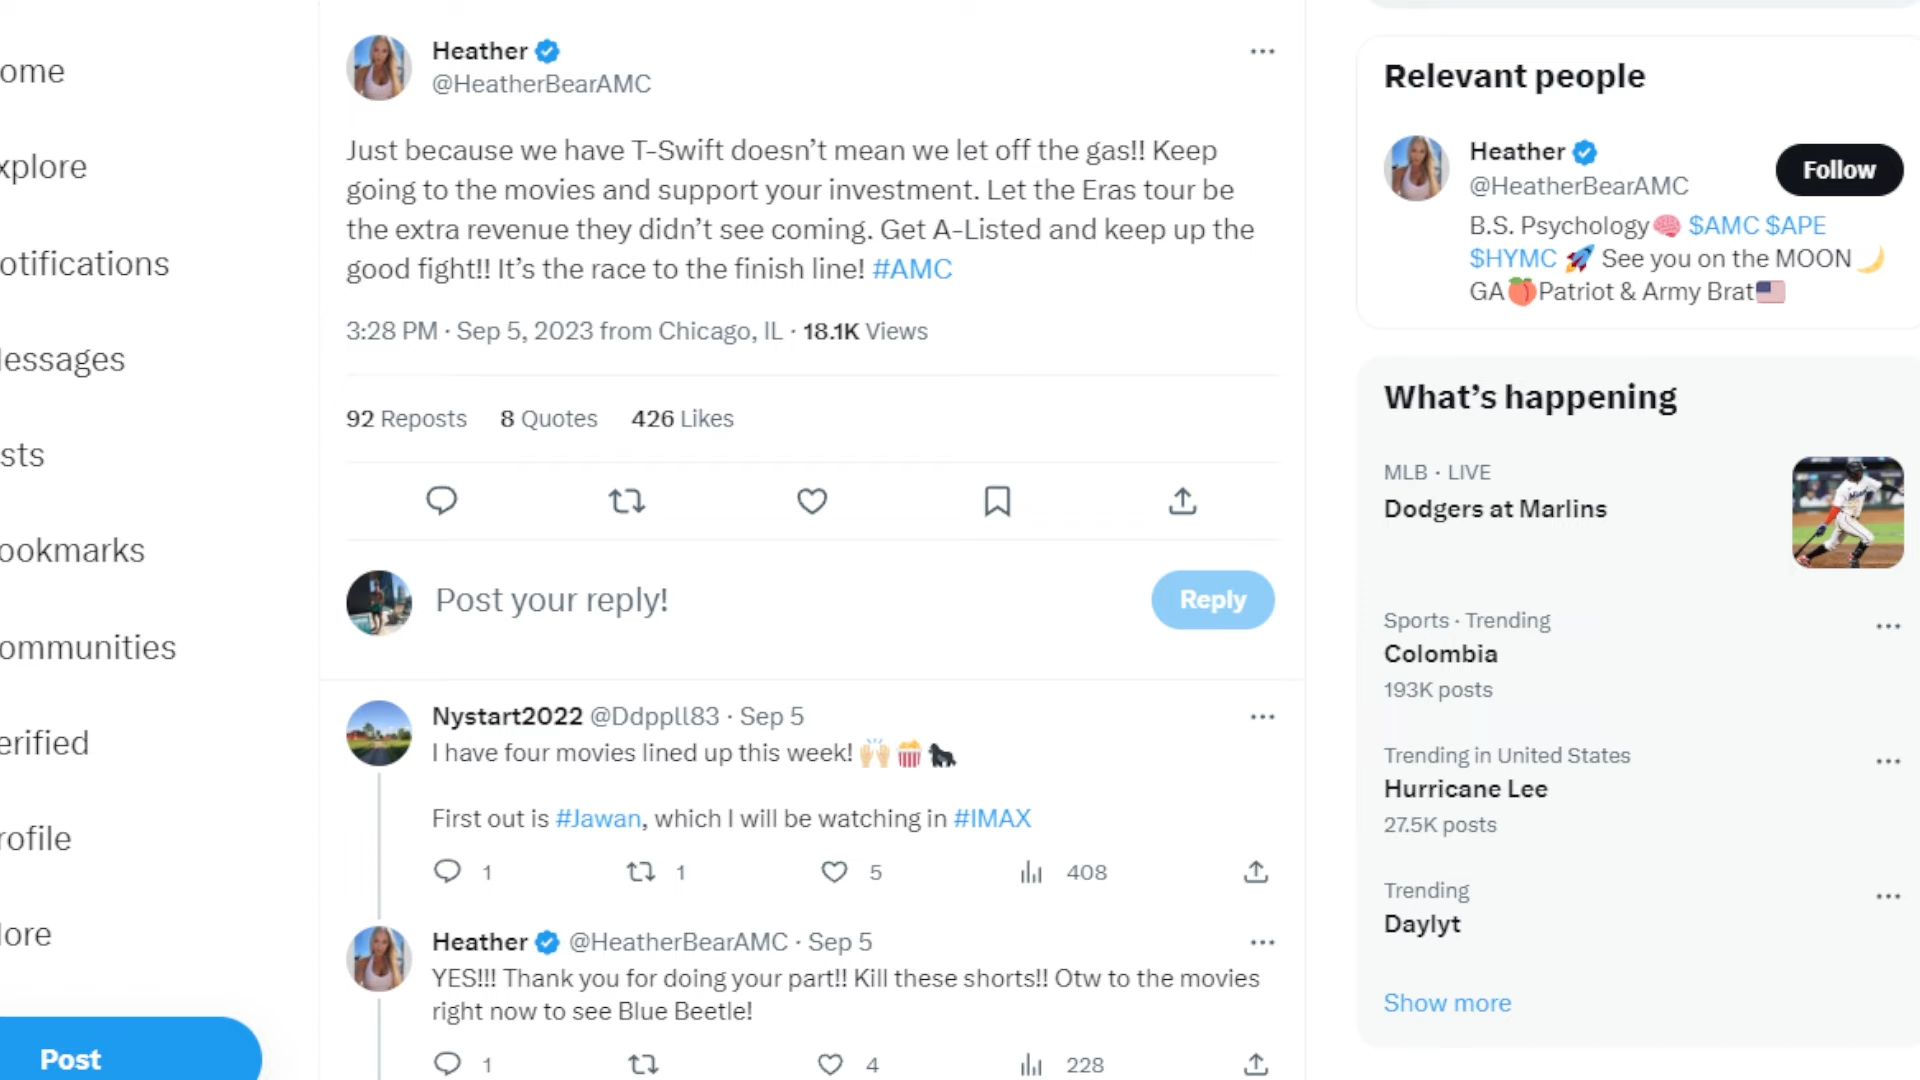 ome
xplore
otifications
essages
sts
ookmarks
ommunities
erified
rofile
ore
Post
Heather
@HeatherBearAMC
Just because we have T-Swift doesn’t mean we let off the gas!! Keep
going to the movies and support your investment. Let the Eras tour be
the extra revenue they didn’t see coming. Get A-Listed and keep up the
good fight!! It’s the race to the finish line! #AMC
3:28 PM · Sep 5, 2023 from Chicago, IL · 18.1K Views
92 Reposts 8 Quotes 426 Likes
Post your reply!
Reply
Nystart2022 @Ddppll83 · Sep 5
I have four movies lined up this week! 🙌🏼🍿🦍
First out is #Jawan, which I will be watching in #IMAX
1 1 5 408
Heather @HeatherBearAMC · Sep 5
YES!!! Thank you for doing your part!! Kill these shorts!! Otw to the movies
right now to see Blue Beetle!
1 4 228
Relevant people
Heather
@HeatherBearAMC
Follow
B.S. Psychology🧠 $AMC $APE
$HYMC 🚀 See you on the MOON🌙
GA🍑Patriot & Army Brat🇺🇸
What’s happening
MLB · LIVE
Dodgers at Marlins
Sports · Trending
Colombia
193K posts
Trending in United States
Hurricane Lee
27.5K posts
Trending
Daylyt
Show more